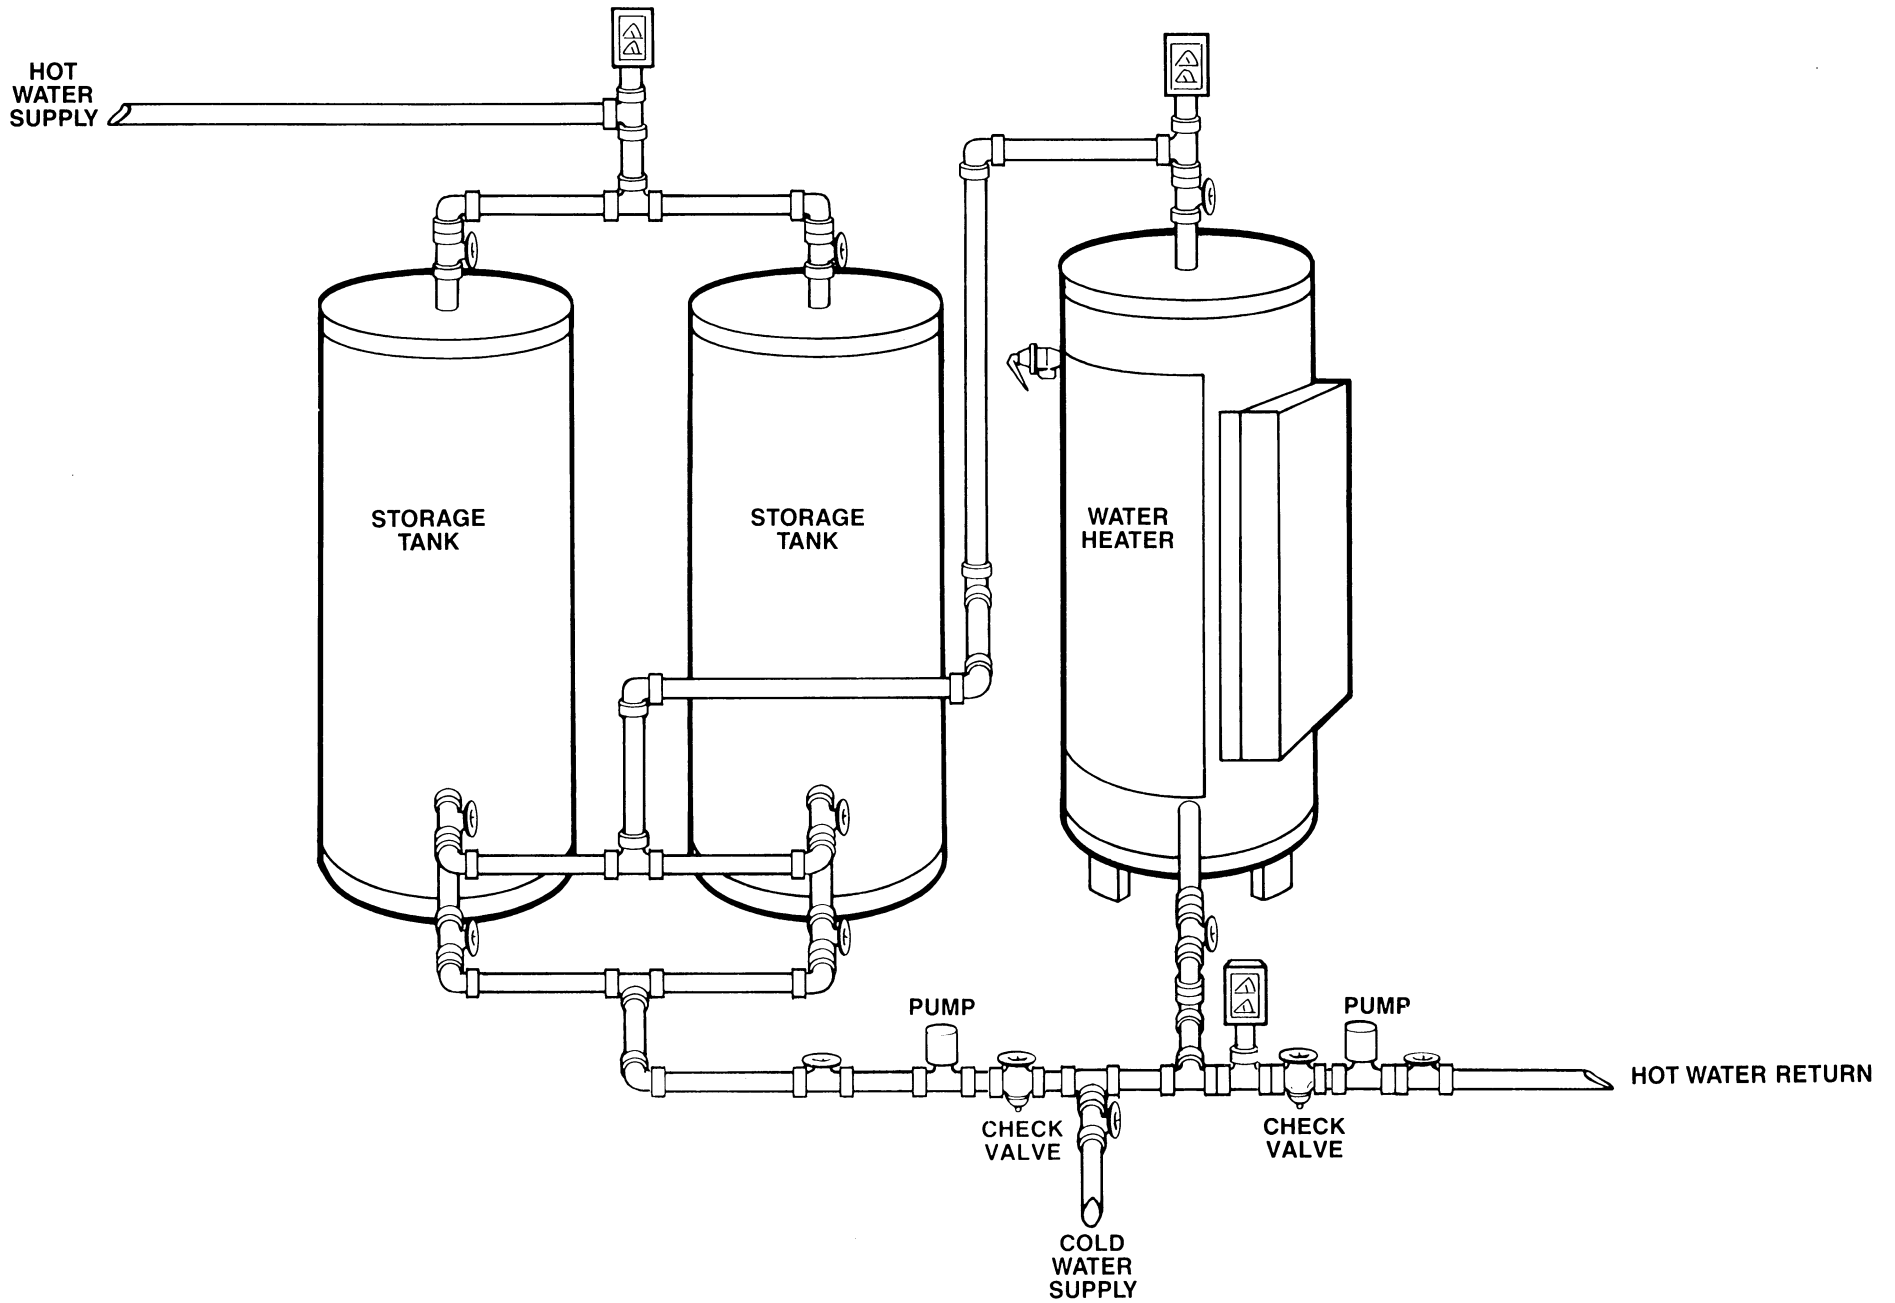 HOT
WATER
SUPPLY
STORAGE
TANK
STORAGE
TANK
WATER
HEATER
PUMP
PUMP
HOT WATER RETURN
CHECK
VALVE
CHECK
VALVE
COLD
WATER
SUPPLY